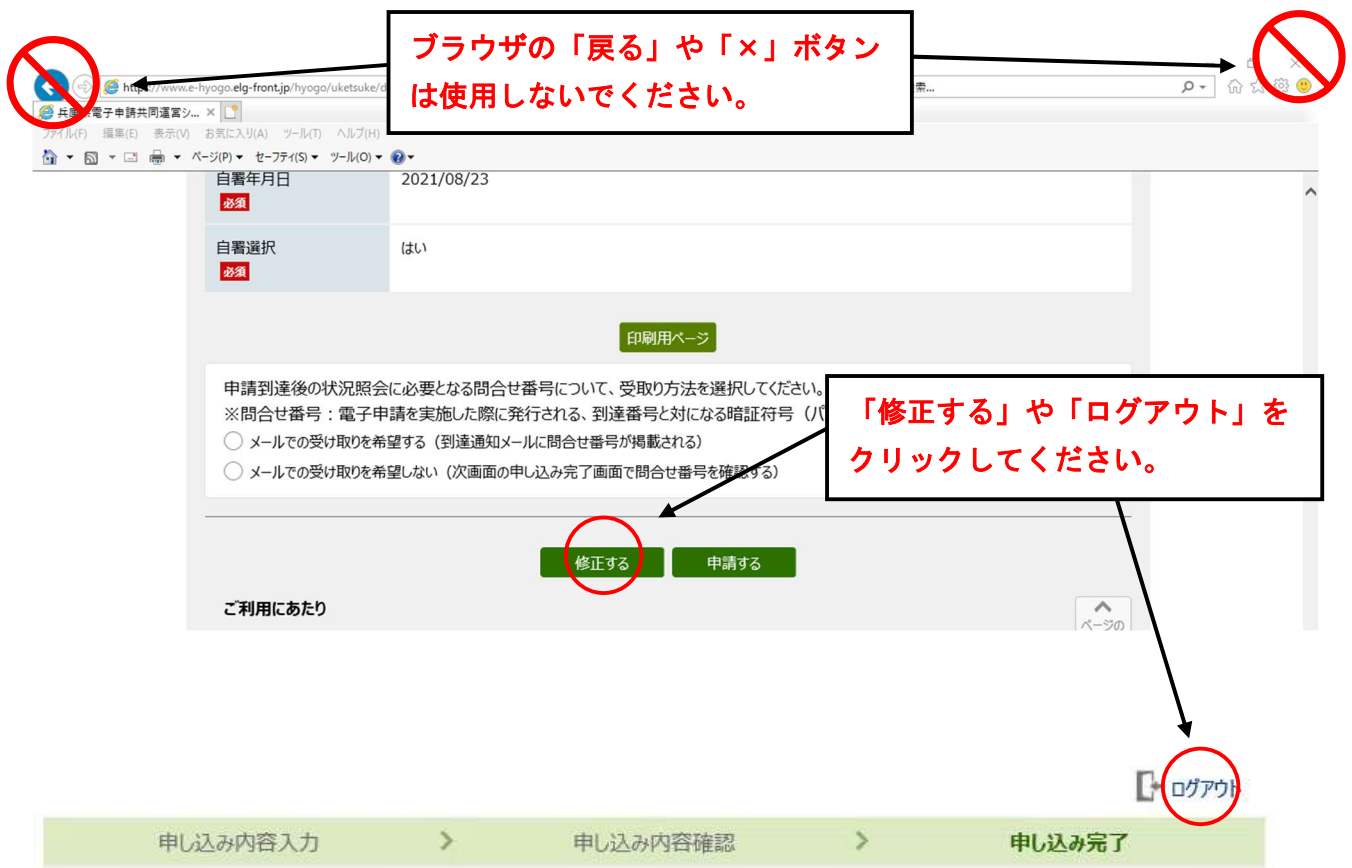 ブラウザの「戻る」や「×」ボタン
は使用しないでください。
https://www.e-hyogo.elg-front.jp/hyogo/uketsuke/d
索...
電子申請共同運営シ... ×
ファイル(F) 編集(E) 表示(V) お気に入り(A) ツール(T) ヘルプ(H)
ページ(P) セーフティ(S) ツール(O)
自署年月日 2021/08/23
必須
自署選択 はい
必須
印刷用ページ
申請到達後の状況照会に必要となる問合せ番号について、受取り方法を選択してください。
※問合せ番号：電子申請を実施した際に発行される、到達番号と対になる暗証符号（パ
メールでの受け取りを希望する（到達通知メールに問合せ番号が掲載される）
メールでの受け取りを希望しない（次画面の申し込み完了画面で問合せ番号を確認する）
「修正する」や「ログアウト」を
クリックしてください。
修正する 申請する
ご利用にあたり
ページの
ログアウト
申し込み内容入力 > 申し込み内容確認 > 申し込み完了